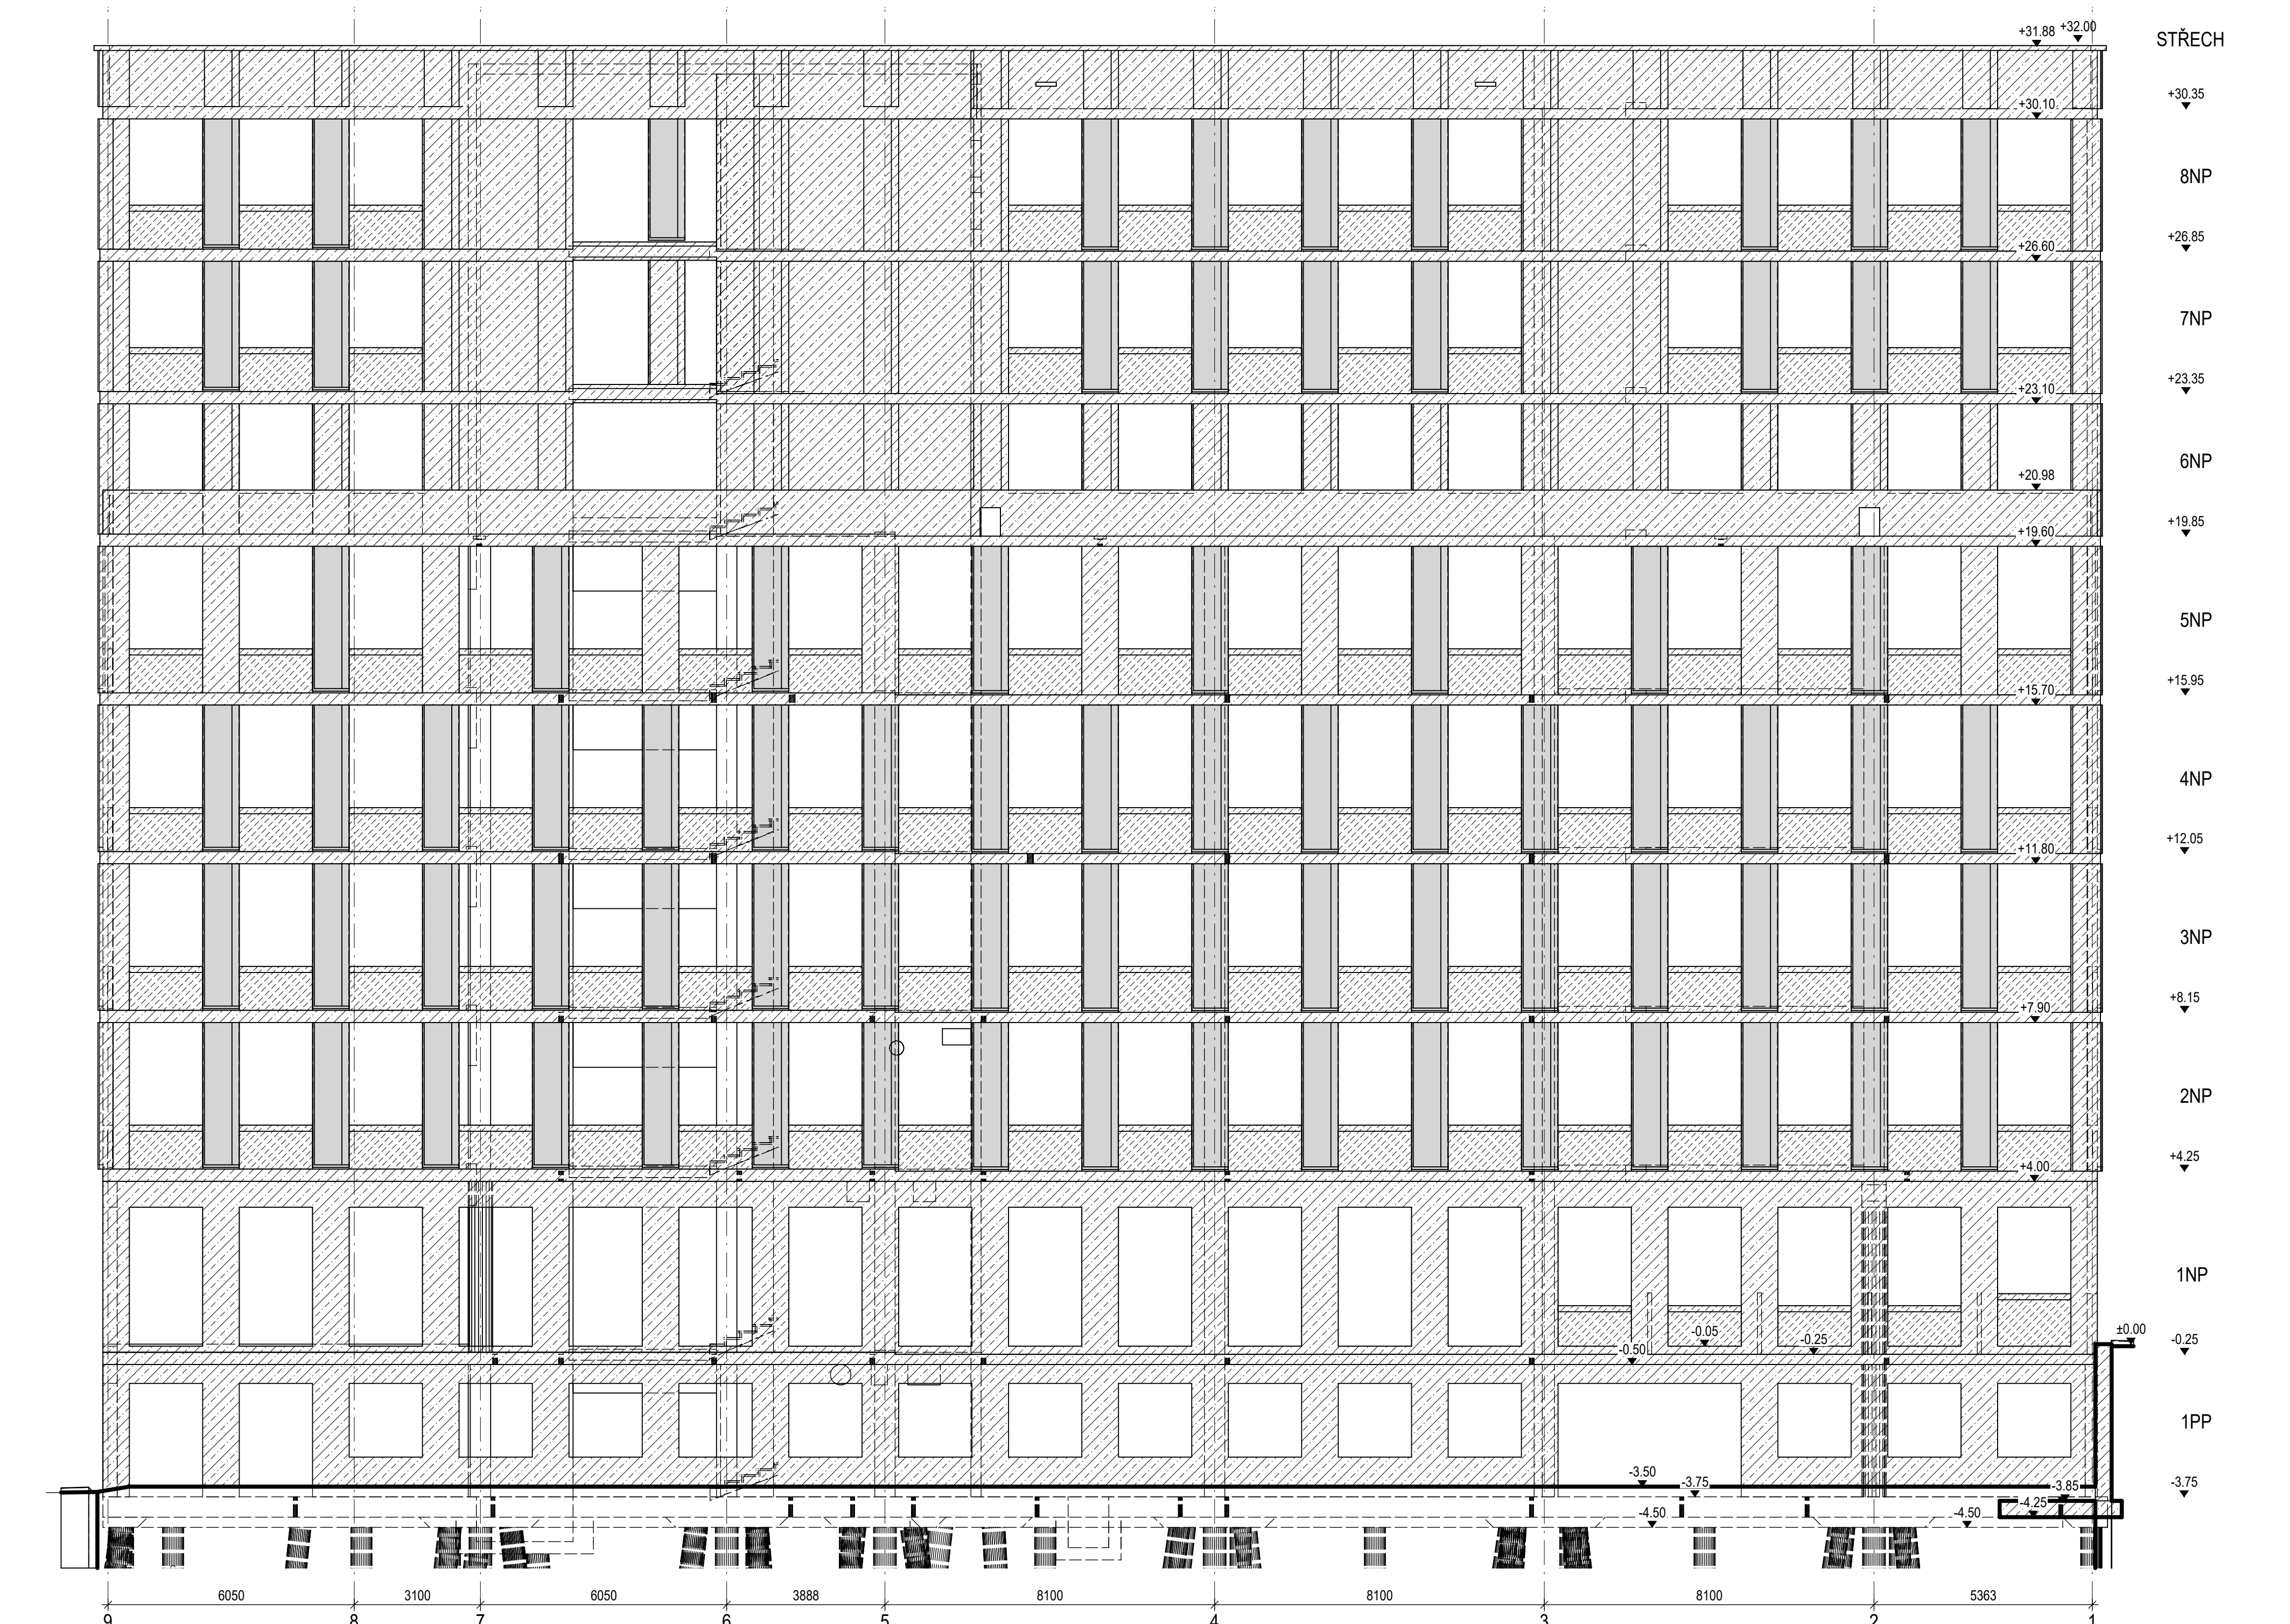 +31.88 +32.00
STŘECH
+30.35
+30.10
8NP
+26.85
+26.60
7NP
+23.35
+23.10
6NP
+20.98
+19.85
+19.60
5NP
+15.95
+15.70
4NP
+12.05
+11.80
3NP
+8.15
+7.90
2NP
+4.25
+4.00
1NP
±0.00
-0.05
-0.25
-0.25
-0.50
1PP
-3.50
-3.75
-3.85
-3.75
-4.25
-4.50
-4.50
6050 3100 6050 3888 8100 8100 8100 5363
9 8 7 6 5 4 3 2 1